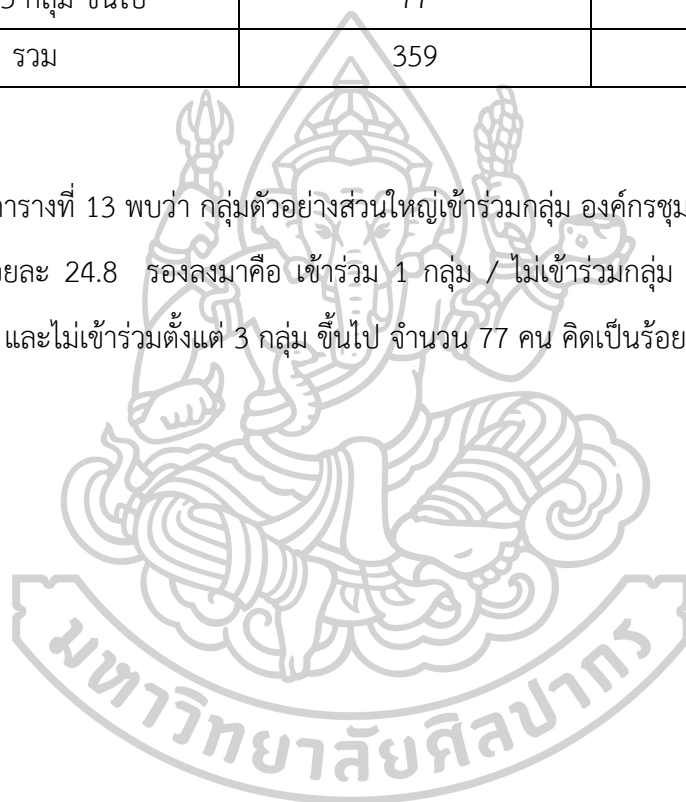 3 กลุ่ม ขึ้นไป 77
รวม 359
ตารางที่ 13 พบว่า กลุ่มตัวอย่างส่วนใหญ่เข้าร่วมกลุ่ม องค์กรชุม
ยละ 24.8 รองลงมาคือ เข้าร่วม 1 กลุ่ม / ไม่เข้าร่วมกลุ่ม
และไม่เข้าร่วมตั้งแต่ 3 กลุ่ม ขึ้นไป จำนวน 77 คน คิดเป็นร้อย
มหาวิทยาลัยศิลปากร